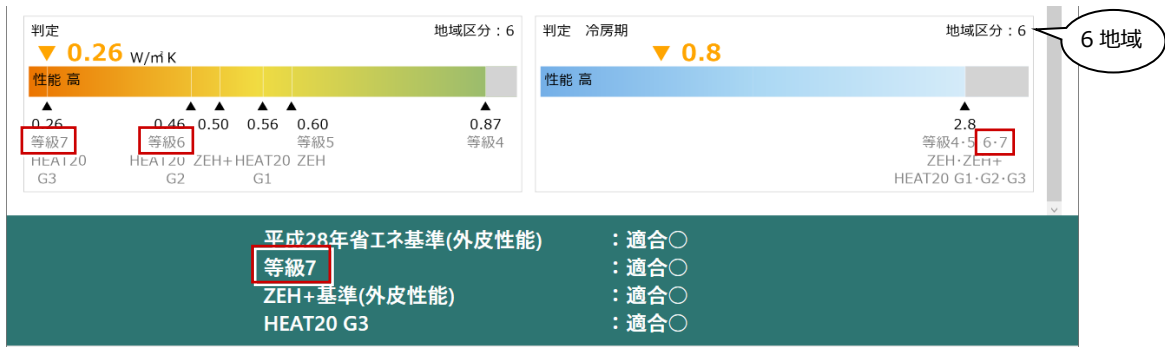 判定
地域区分：6
▼ 0.26 W/㎡K
性能 高
▲ ▲ ▲ ▲ ▲ ▲
0.26 0.46 0.50 0.56 0.60 0.87
等級7 等級6 等級5 等級4
HEAT20 HEAT20 ZEH+ HEAT20 ZEH
G3 G2 G1
判定 冷房期
地域区分：6
6 地域
▼ 0.8
性能 高
▲
2.8
等級4･5 6･7
ZEH･ZEH+
HEAT20 G1･G2･G3
平成28年省エネ基準(外皮性能) ：適合○
等級7 ：適合○
ZEH+基準(外皮性能) ：適合○
HEAT20 G3 ：適合○